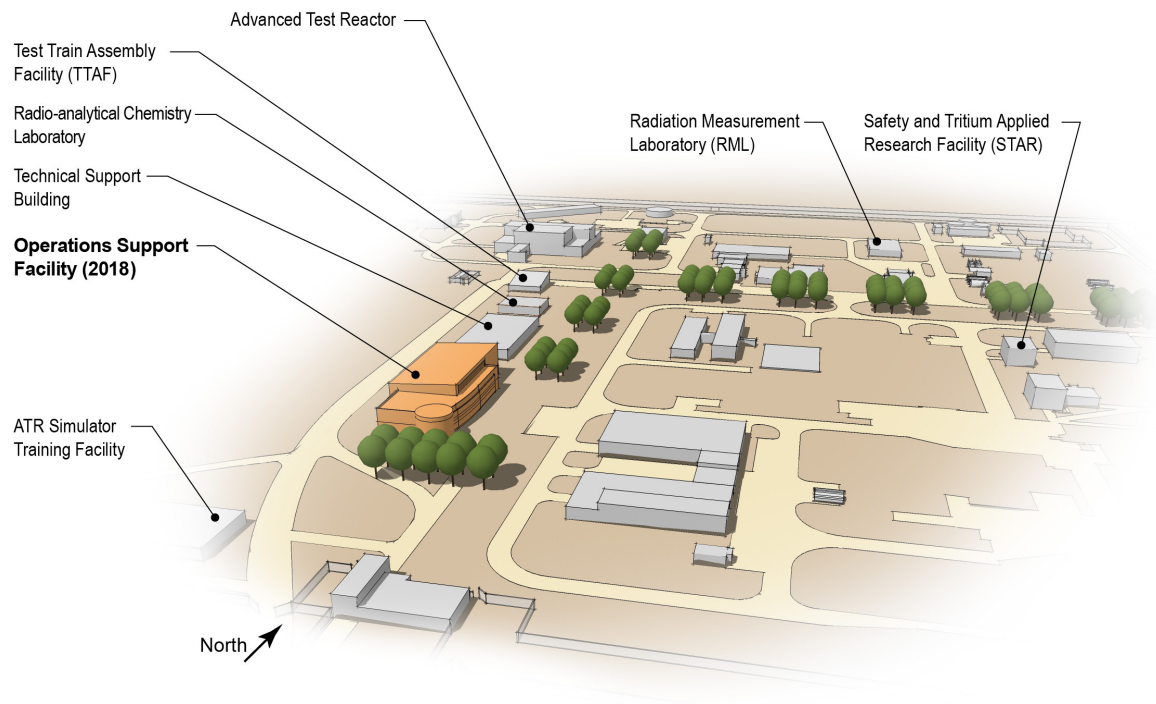 Advanced Test Reactor
Test Train Assembly
Facility (TTAF)
Radio-analytical Chemistry
Laboratory
Technical Support
Building
Operations Support
Facility (2018)
ATR Simulator
Training Facility
Radiation Measurement
Laboratory (RML)
Safety and Tritium Applied
Research Facility (STAR)
North